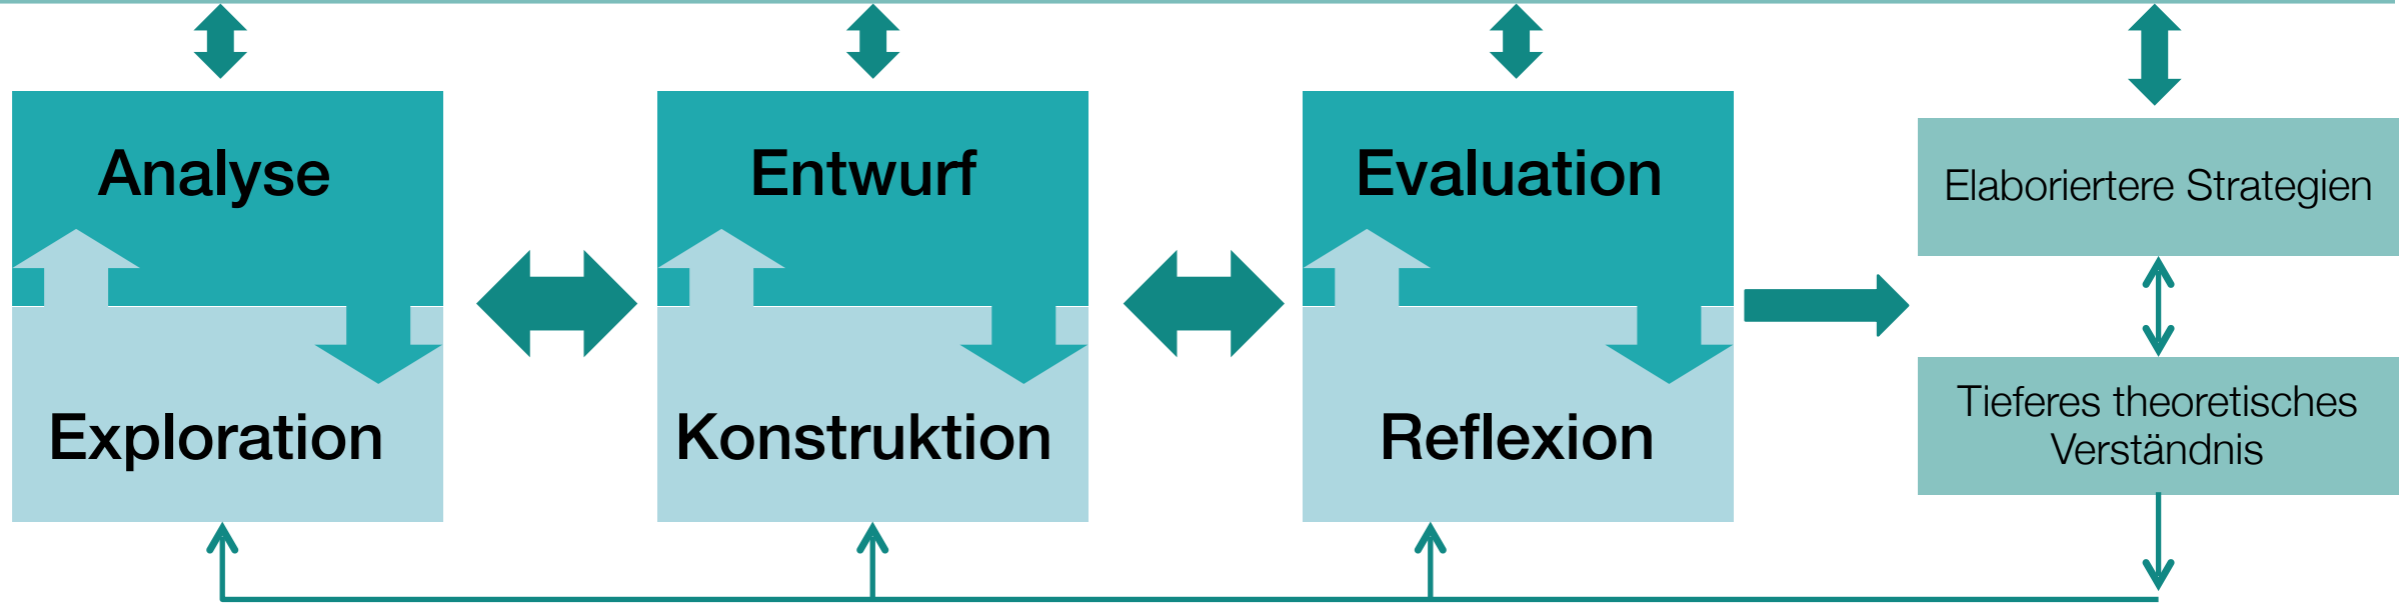 Analyse
Exploration
Entwurf
Konstruktion
Evaluation
Reflexion
Elaboriertere Strategien
Tieferes theoretisches
Verständnis